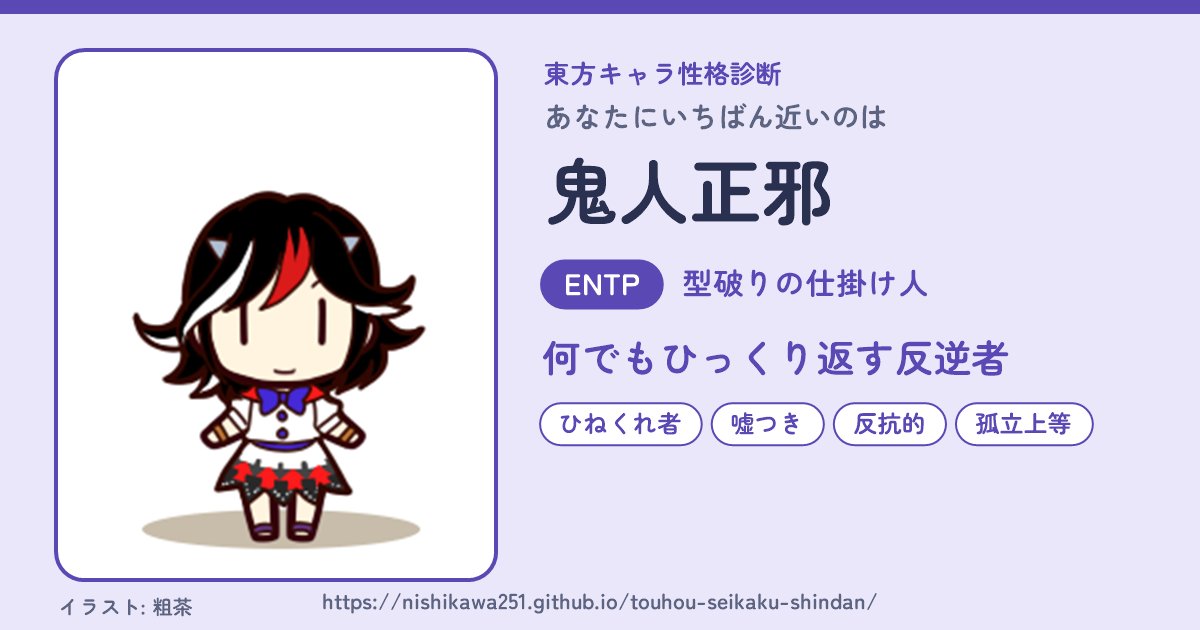 東方キャラ性格診断
あなたにいちばん近いのは
鬼人正邪
ENTP 型破りの仕掛け人
何でもひっくり返す反逆者
ひねくれ者 嘘つき 反抗的 孤立上等
イラスト: 粗茶 https://nishikawa251.github.io/touhou-seikaku-shindan/